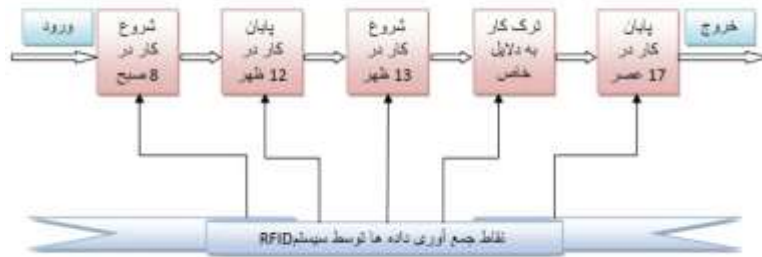 ورود
شروع
کار در
8 صبح
پایان
کار در
12 ظهر
شروع
کار در
13 ظهر
ترک کار
به دلایل
خاص
پایان
کار در
17 عصر
خروج
نقاط جمع آوری داده ها توسط سیستمRFID